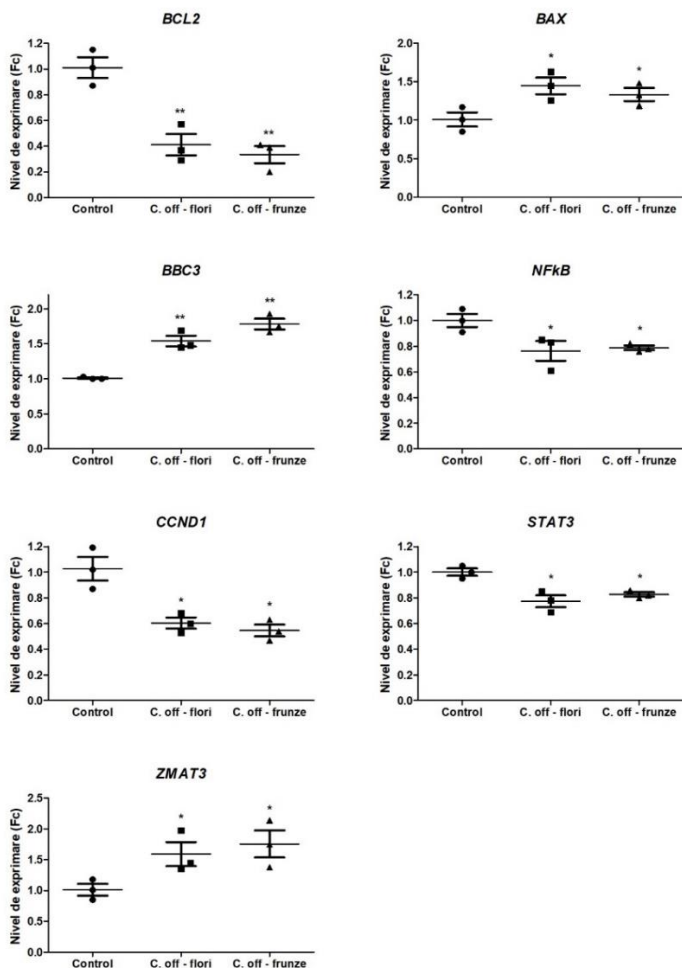 BCL2
Nivel de exprimare (Fc)
1.2
1.0
0.8
0.6
0.4
0.2
0.0
**
**
Control
C. off - flori
C. off - frunze
BAX
Nivel de exprimare (Fc)
2.0
1.5
1.0
0.5
0.0
*
*
Control
C. off - flori
C. off - frunze
BBC3
Nivel de exprimare (Fc)
2.0
1.5
1.0
0.5
0.0
**
**
Control
C. off - flori
C. off - frunze
NFkB
Nivel de exprimare (Fc)
1.2
1.0
0.8
0.6
0.4
0.2
0.0
*
*
Control
C. off - flori
C. off - frunze
CCND1
Nivel de exprimare (Fc)
1.2
1.0
0.8
0.6
0.4
0.2
0.0
*
*
Control
C. off - flori
C. off - frunze
STAT3
Nivel de exprimare (Fc)
1.2
1.0
0.8
0.6
0.4
0.2
0.0
*
*
Control
C. off - flori
C. off - frunze
ZMAT3
Nivel de exprimare (Fc)
2.5
2.0
1.5
1.0
0.5
0.0
*
*
Control
C. off - flori
C. off - frunze